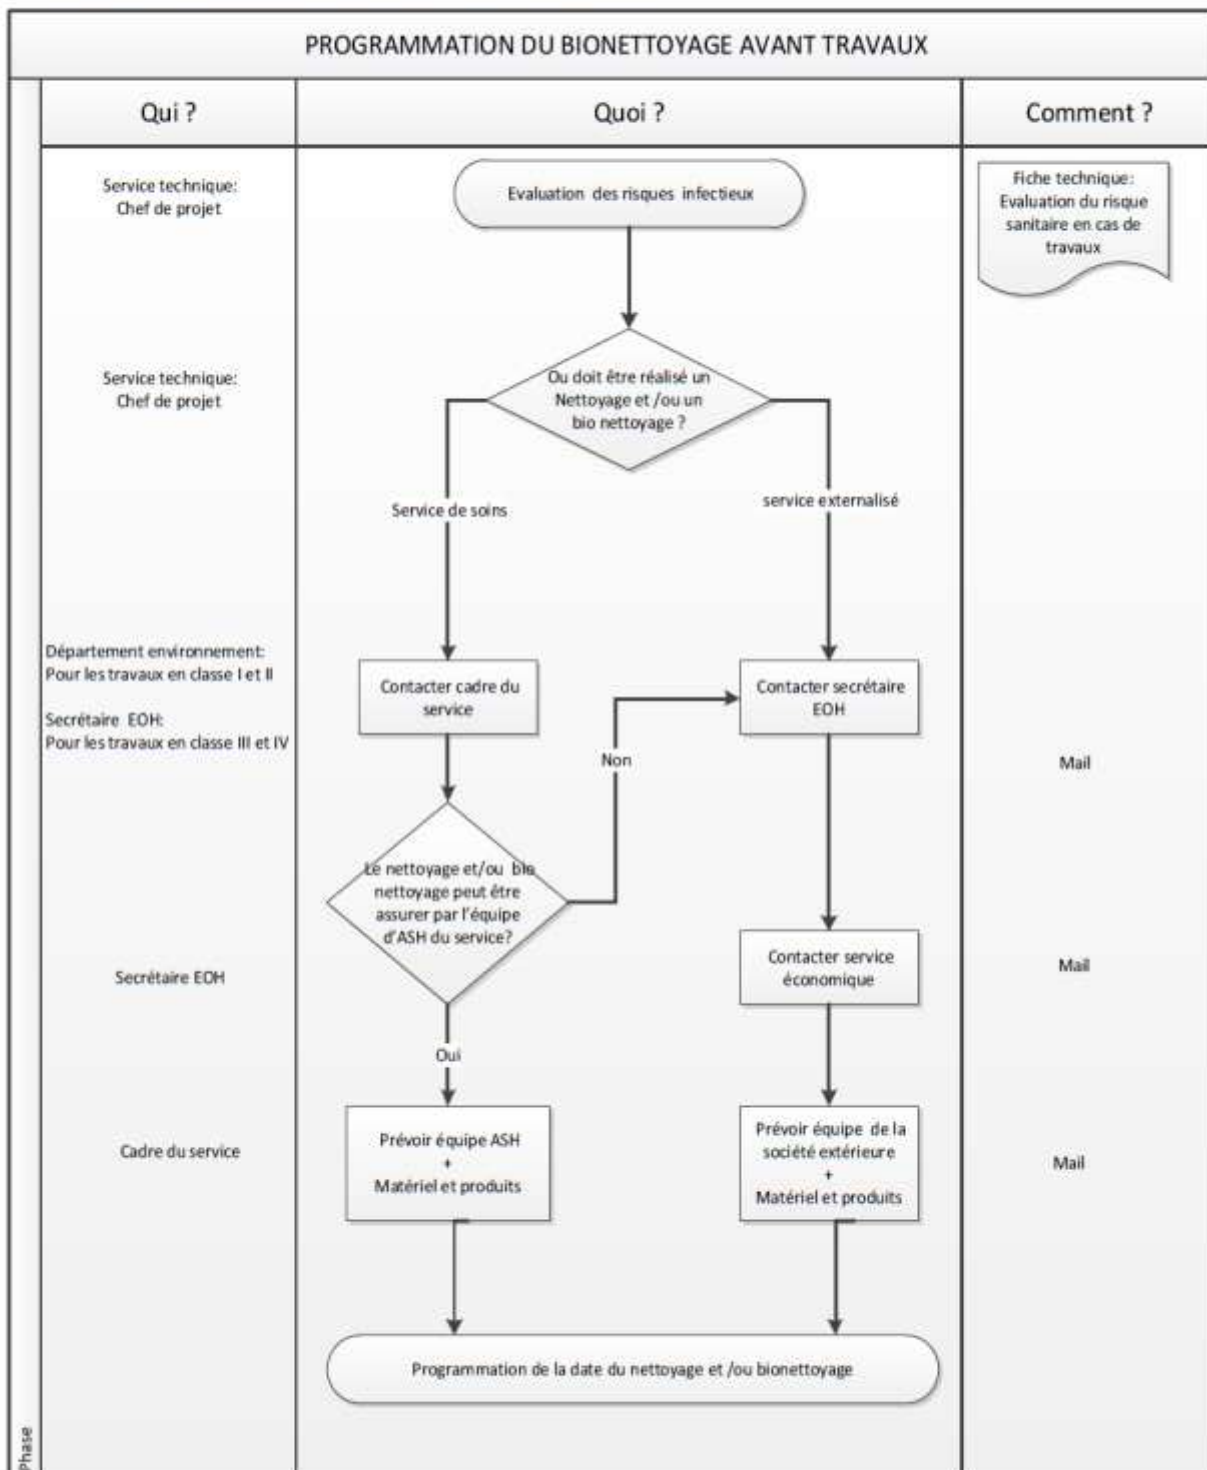 PROGRAMMATION DU BIONETTOYAGE AVANT TRAVAUX
Qui ?
Quoi ?
Comment ?
Service technique:
Chef de projet
Evaluation des risques infectieux
Fiche technique:
Evaluation du risque
sanitaire en cas de
travaux
Service technique:
Chef de projet
Ou doit être réalisé un
Nettoyage et /ou un
bio nettoyage ?
Service de soins
service externalisé
Département environnement:
Pour les travaux en classe I et II
Secrétaire EOH:
Pour les travaux en classe III et IV
Contacter cadre du
service
Contacter secrétaire
EOH
Non
Mail
Le nettoyage et/ou bio
nettoyage peut être
assurer par l'équipe
d'ASH du service?
Secrétaire EOH
Contacter service
économique
Mail
Oui
Cadre du service
Prévoir équipe ASH
+
Matériel et produits
Prévoir équipe de la
société extérieure
+
Matériel et produits
Mail
Programmation de la date du nettoyage et /ou bionettoyage
Phase